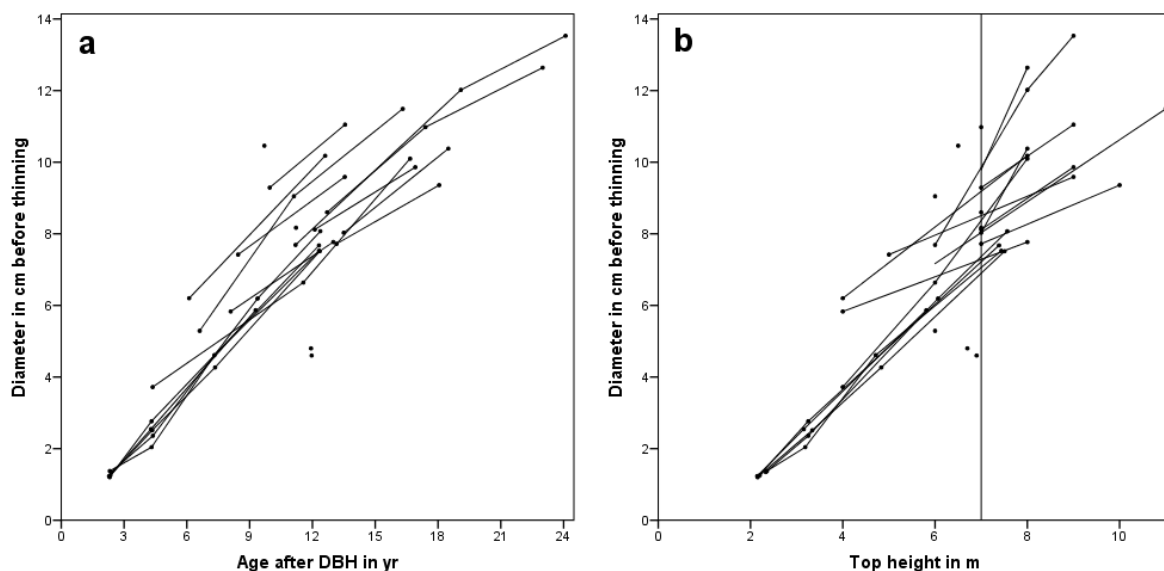 a
Diameter in cm before thinning
14
12
10
8
6
4
2
0
0 3 6 9 12 15 18 21 24
Age after DBH in yr
b
Diameter in cm before thinning
14
12
10
8
6
4
2
0
0 2 4 6 8 10
Top height in m